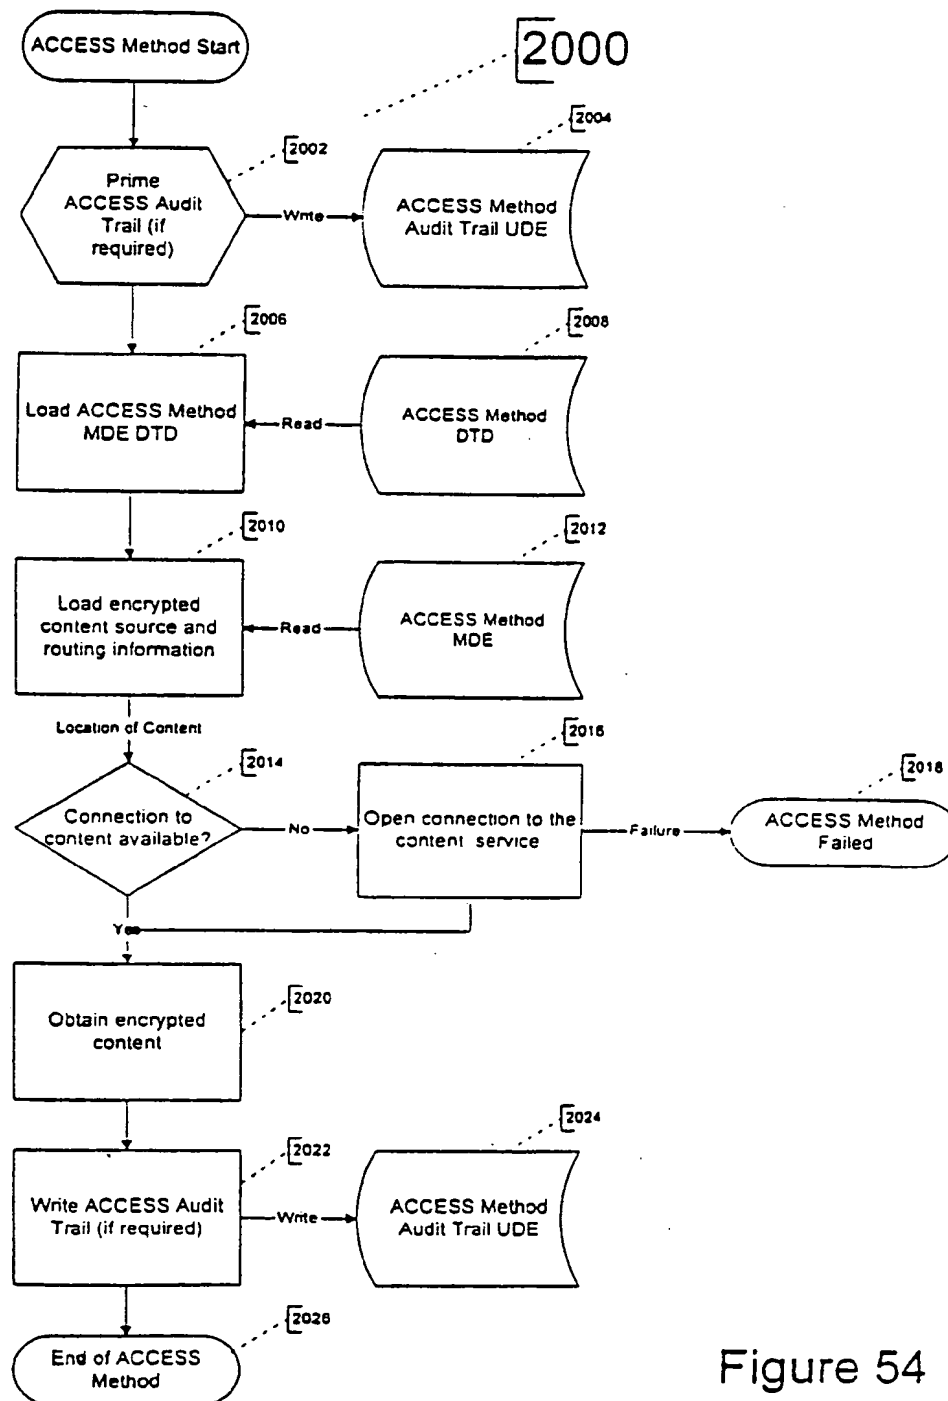 ACCESS Method Start
2000
2002
2004
Prime
ACCESS Audit
Trail (if
required)
Write
ACCESS Method
Audit Trail UDE
2006
2008
Load ACCESS Method
MDE DTD
Read
ACCESS Method
DTD
2010
2012
Load encrypted
content source and
routing information
Read
ACCESS Method
MDE
Location of Content
2014
2016
2018
Connection to
content available?
No
Open connection to the
content service
Failure
ACCESS Method
Failed
Yes
2020
Obtain encrypted
content
2022
2024
Write ACCESS Audit
Trail (if required)
Write
ACCESS Method
Audit Trail UDE
2026
End of ACCESS
Method
Figure 54